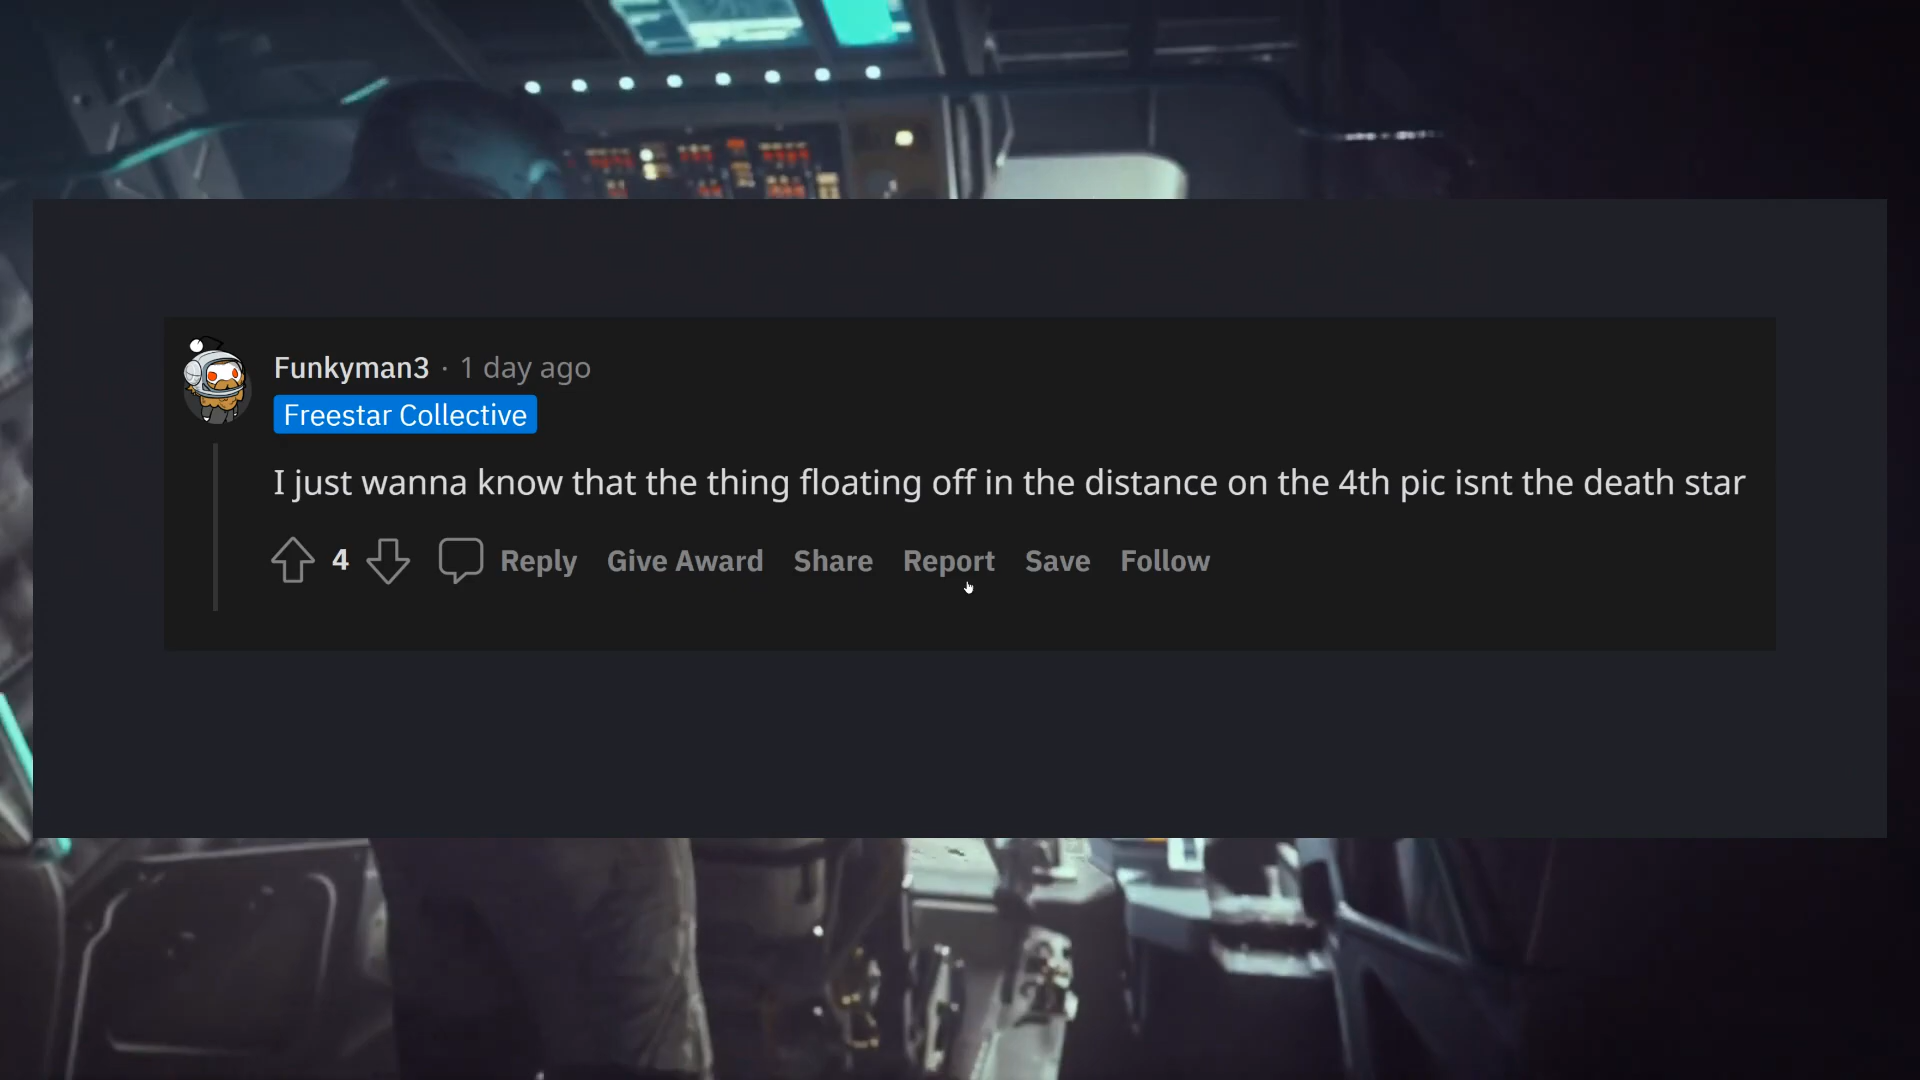 Funkyman3 · 1 day ago
Freestar Collective
I just wanna know that the thing floating off in the distance on the 4th pic isnt the death star
4 Reply Give Award Share Report Save Follow